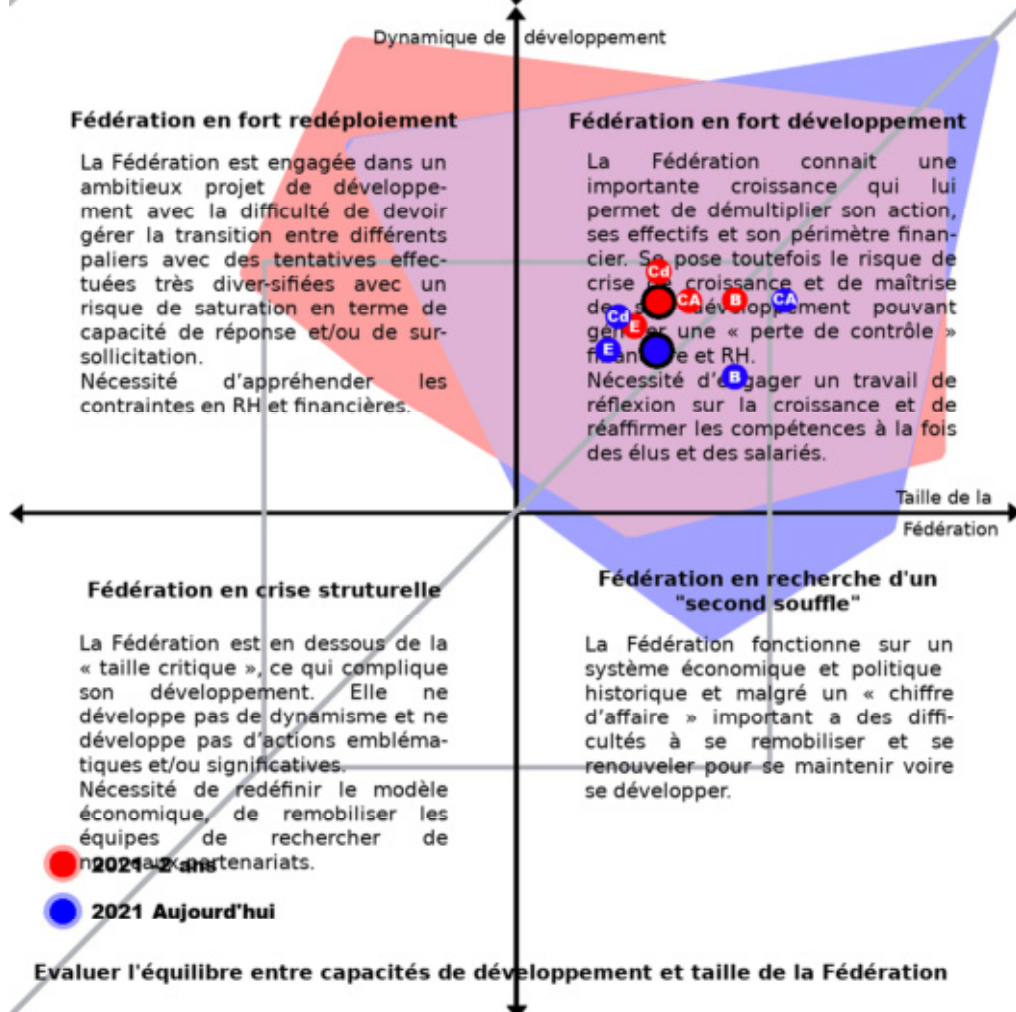 Dynamique de développement
Fédération en fort redéploiement
La Fédération est engagée dans un
ambitieux projet de développe-
ment avec la difficulté de devoir
gérer la transition entre différents
paliers avec des tentatives effec-
tuées très diver-sifiées avec un
risque de saturation en terme de
capacité de réponse et/ou de sur-
sollicitation.
Nécessité d'appréhender les
contraintes en RH et financières.
Fédération en fort développement
La Fédération connait une
importante croissance qui lui
permet de démultiplier son action,
ses effectifs et son périmètre finan-
cier. Se pose toutefois le risque de
crise croissance et de maîtrise
de développement pouvant
une « perte de contrôle »
et RH.
Nécessité d'engager un travail de
réflexion sur la croissance et de
réaffirmer les compétences à la fois
des élus et des salariés.
Cd
CA
B
CA
Cd
E
E
B
Taille de la
Fédération
Fédération en crise struturelle
La Fédération est en dessous de la
« taille critique », ce qui complique
son développement. Elle ne
développe pas de dynamisme et ne
développe pas d'actions embléma-
tiques et/ou significatives.
Nécessité de redéfinir le modèle
économique, de remobiliser les
équipes de rechercher de
partenariats.
Fédération en recherche d'un
"second souffle"
La Fédération fonctionne sur un
système économique et politique
historique et malgré un « chiffre
d'affaire » important a des diffi-
cultés à se remobiliser et se
renouveler pour se maintenir voire
se développer.
2021 -2 ans
2021 Aujourd'hui
Evaluer l'équilibre entre capacités de développement et taille de la Fédération